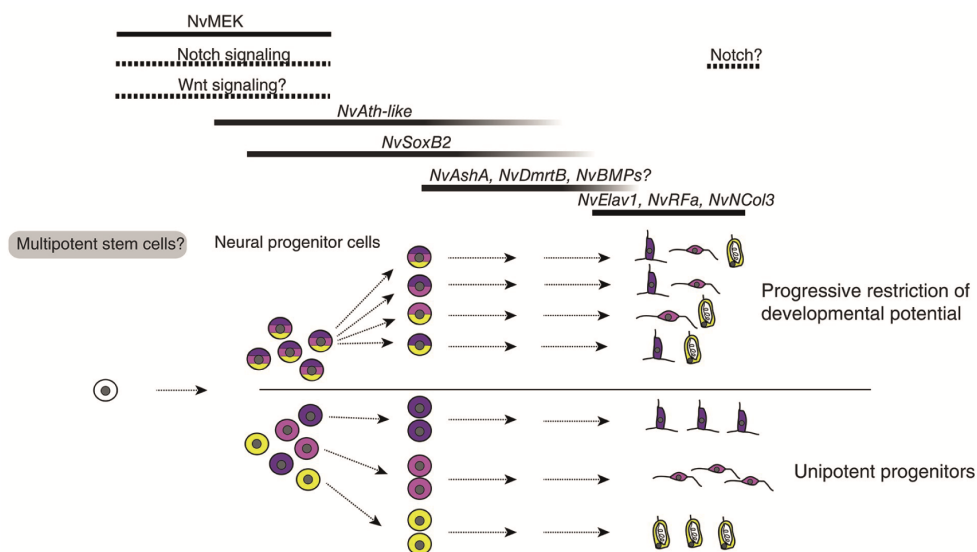 NvMEK
Notch signaling
Notch?
Wnt signaling?
NvAth-like
NvSoxB2
NvAshA, NvDmrtB, NvBMPs?
NvElav1, NvRFa, NvNCol3
Multipotent stem cells?
Neural progenitor cells
Progressive restriction of
developmental potential
Unipotent progenitors